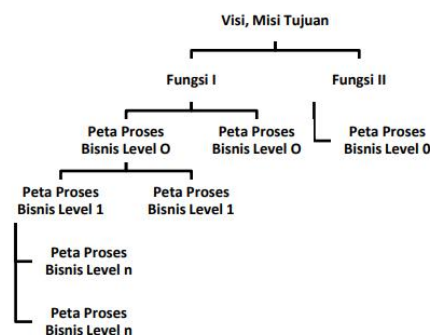 Visi, Misi Tujuan
Fungsi I
Fungsi II
Peta Proses
Bisnis Level O
Peta Proses
Bisnis Level O
Peta Proses
Bisnis Level 0
Peta Proses
Bisnis Level 1
Peta Proses
Bisnis Level 1
Peta Proses
Bisnis Level n
Peta Proses
Bisnis Level n